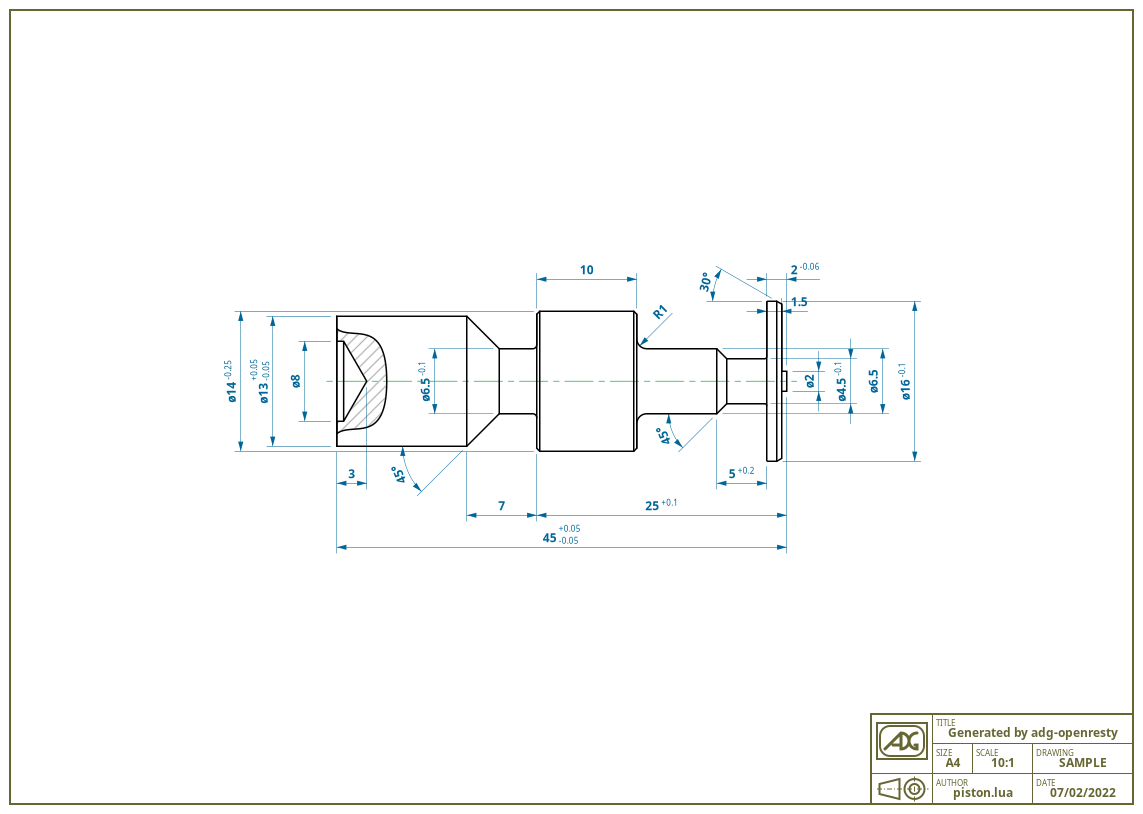 10
2 -0.06
30°
1.5
R1
ø14 -0.25
ø13 +0.05 -0.05
ø8
ø6.5 -0.1
ø2
ø4.5 -0.1
ø6.5
ø16 -0.1
45°
45°
3
5 +0.2
7
25 +0.1
45 +0.05 -0.05
ADG
TITLE
Generated by adg-openresty
SIZE
A4
SCALE
10:1
DRAWING
SAMPLE
AUTHOR
piston.lua
DATE
07/02/2022